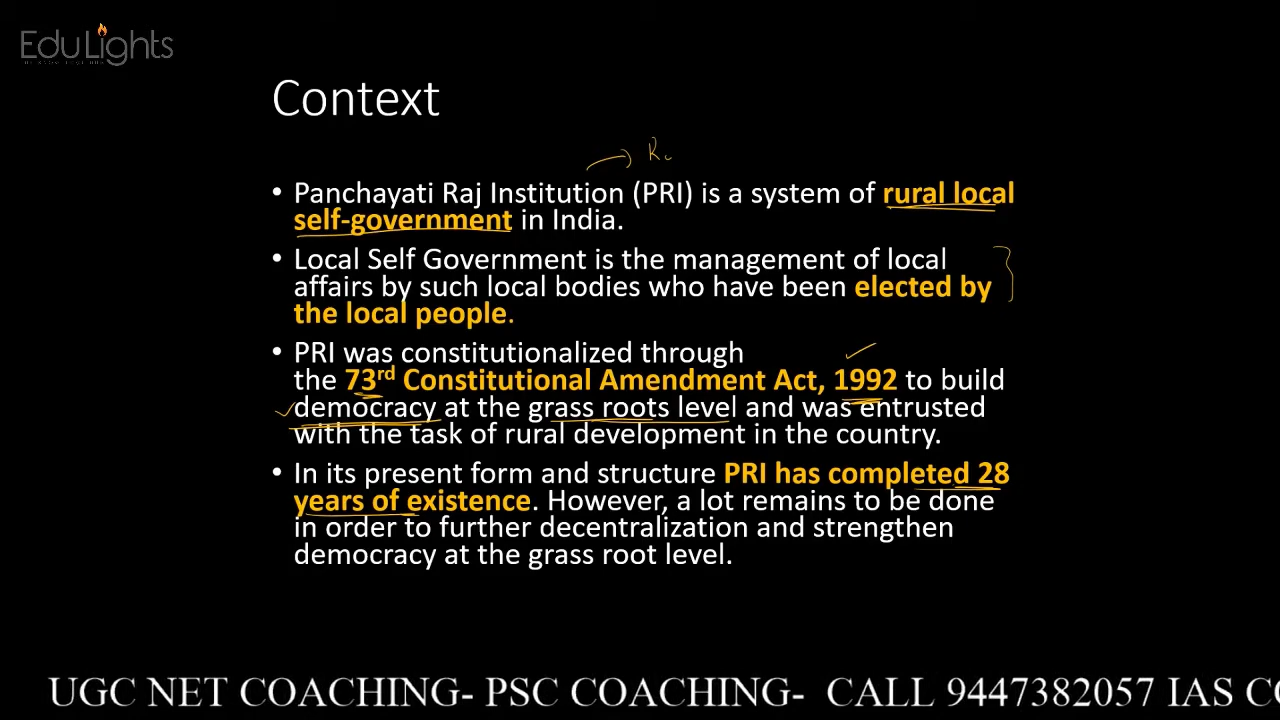 EduLights
Context
• Panchayati Raj Institution (PRI) is a system of rural local
self-government in India.
• Local Self Government is the management of local
affairs by such local bodies who have been elected by
the local people.
• PRI was constitutionalized through
the 73rd Constitutional Amendment Act, 1992 to build
democracy at the grass roots level and was entrusted
with the task of rural development in the country.
• In its present form and structure PRI has completed 28
years of existence. However, a lot remains to be done
in order to further decentralization and strengthen
democracy at the grass root level.
UGC NET COACHING- PSC COACHING- CALL 9447382057 IAS CO